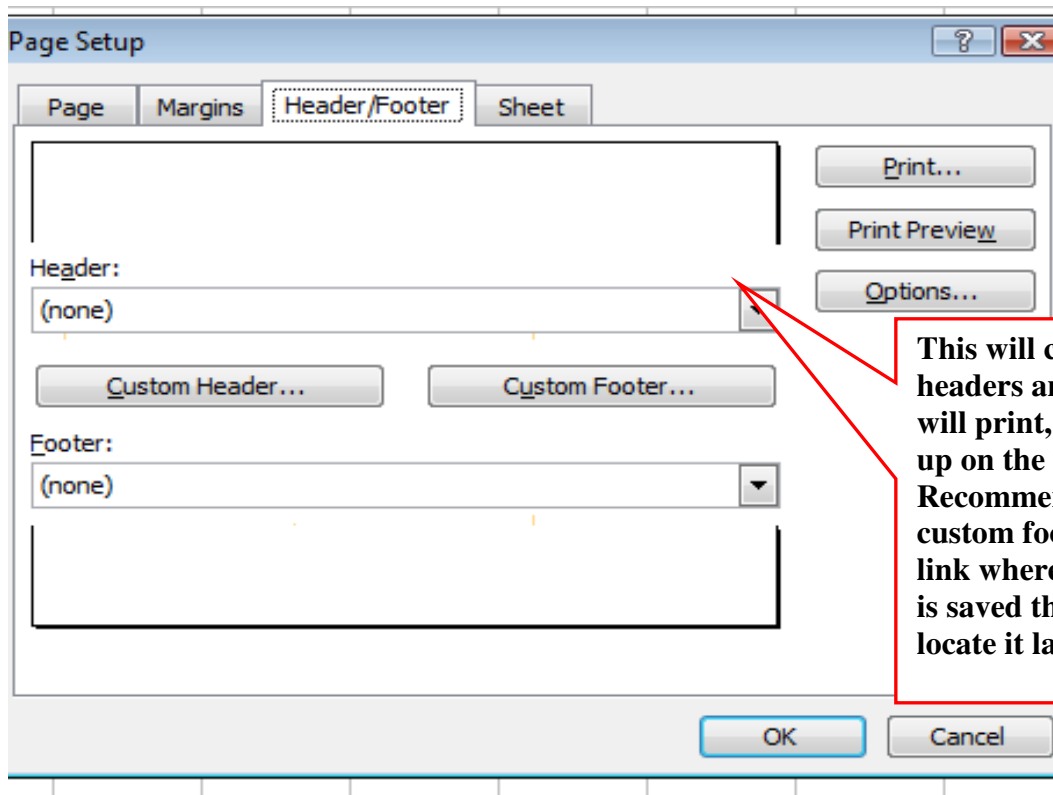 Page Setup
Page Margins Header/Footer Sheet
Print...
Print Preview
Header:
Options...
(none)
Custom Header... Custom Footer...
Footer:
(none)
This will
headers
will print,
up on the
custom
link
is saved
locate it
OK Cancel